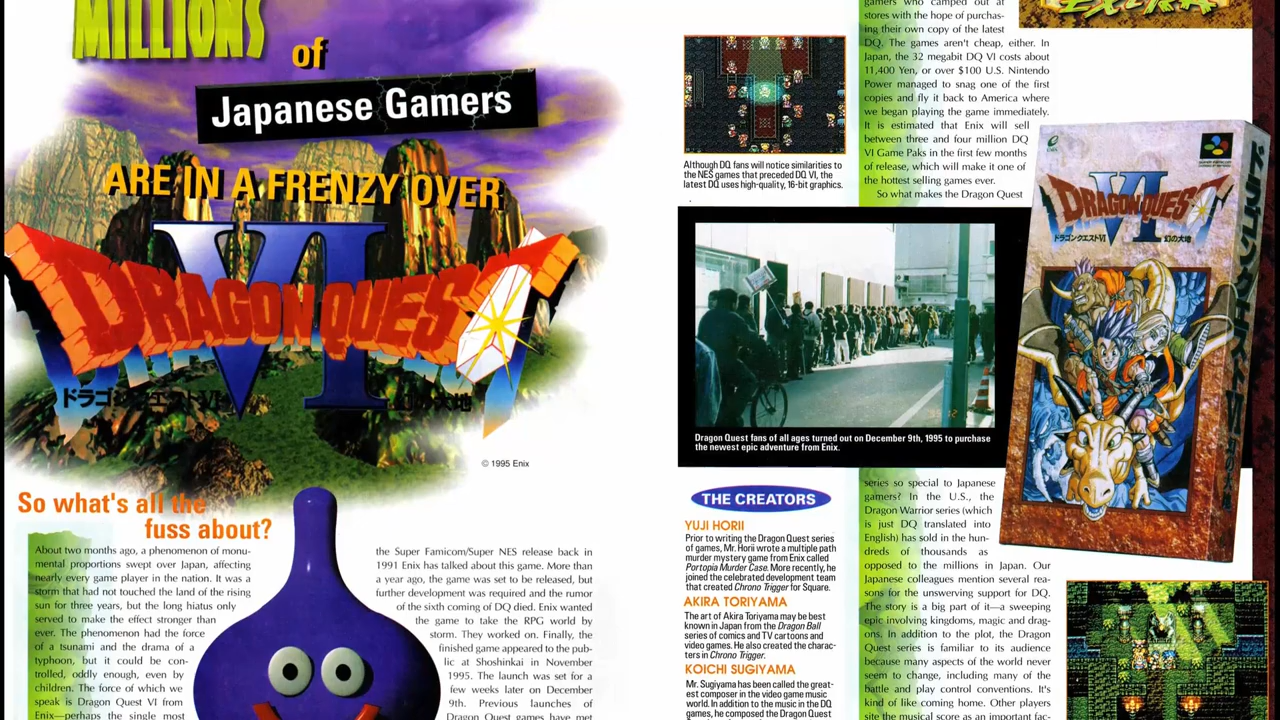 MILLIONS
of
Japanese Gamers
ARE IN A FRENZY OVER
VI
DRAGON QUEST
ドラゴンクエストVI
大地
© 1995 Enix
So what's all the
fuss about?
About two months ago, a phenomenon of monu-
mental proportions swept over Japan, affecting
nearly every game player in the nation. It was a
storm that had not touched the land of the rising
sun for three years, but the long hiatus only
served to make the effect stronger than
ever. The phenomenon had the force
of a tsunami and the drama of a
typhoon, but it could be con-
trolled, oddly enough, even by
children. The force of which we
speak is Dragon Quest VI from
Enix—perhaps the single most
the Super Famicom/Super NES release back in
1991 Enix has talked about this game. More than
a year ago, the game was set to be released, but
further development was required and the rumor
of the sixth coming of DQ died. Enix wanted
the game to take the RPG world by
storm. They worked on. Finally, the
finished game appeared to the pub-
lic at Shoshinkai in November
1995. The launch was set for a
few weeks later on December
9th. Previous launches of
Dragon Quest games have met
Although DQ fans will notice similarities to
the NES games that preceded DQ VI, the
latest DQ uses high-quality, 16-bit graphics.
gamers who camped out at
stores with the hope of purchas-
ing their own copy of the latest
DQ. The games aren't cheap, either. In
Japan, the 32 megabit DQ VI costs about
11,400 Yen, or over $100 U.S. Nintendo
Power managed to snag one of the first
copies and fly it back to America where
we began playing the game immediately.
It is estimated that Enix will sell
between three and four million DQ
VI Game Paks in the first few months
of release, which will make it one of
the hottest selling games ever.
So what makes the Dragon Quest
'95 12
Dragon Quest fans of all ages turned out on December 9th, 1995 to purchase
the newest epic adventure from Enix.
THE CREATORS
YUJI HORII
Prior to writing the Dragon Quest series
of games, Mr. Horii wrote a multiple path
murder mystery game from Enix called
Portopia Murder Case. More recently, he
joined the celebrated development team
that created Chrono Trigger for Square.
AKIRA TORIYAMA
The art of Akira Toriyama may be best
known in Japan from the Dragon Ball
series of comics and TV cartoons and
video games. He also created the charac-
ters in Chrono Trigger.
KOICHI SUGIYAMA
Mr. Sugiyama has been called the great-
est composer in the video game music
world. In addition to the music in the DQ
games, he composed the Dragon Quest
series so special to Japanese
gamers? In the U.S., the
Dragon Warrior series (which
is just DQ translated into
English) has sold in the hun-
dreds of thousands as
opposed to the millions in Japan. Our
Japanese colleagues mention several rea-
sons for the unswerving support for DQ.
The story is a big part of it—a sweeping
epic involving kingdoms, magic and drag-
ons. In addition to the plot, the Dragon
Quest series is familiar to its audience
because many aspects of the world never
seem to change, including many of the
battle and play control conventions. It's
kind of like coming home. Other players
site the musical score as an important fac-
EXTRA
VI
DRAGON QUEST
ドラゴンクエストVI 幻の大地